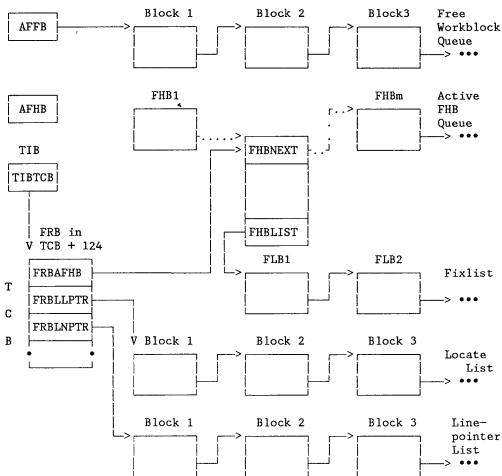 Block 1 Block 2 Block3 Free
AFFB Workblock
Queue
•••
FHB1 FHBm Active
AFHB FHB
Queue
•••
TIB FHBNEXT
TIBTCB
FRB in FHBLIST
V TCB + 124
FLB1 FLB2
FRBAFHB Fixlist
T •••
FRBLLPTR
C
FRBLNPTR
B V Block 1 Block 2 Block 3 Locate
List
•••
Block 1 Block 2 Block 3 Line-
pointer
List
•••